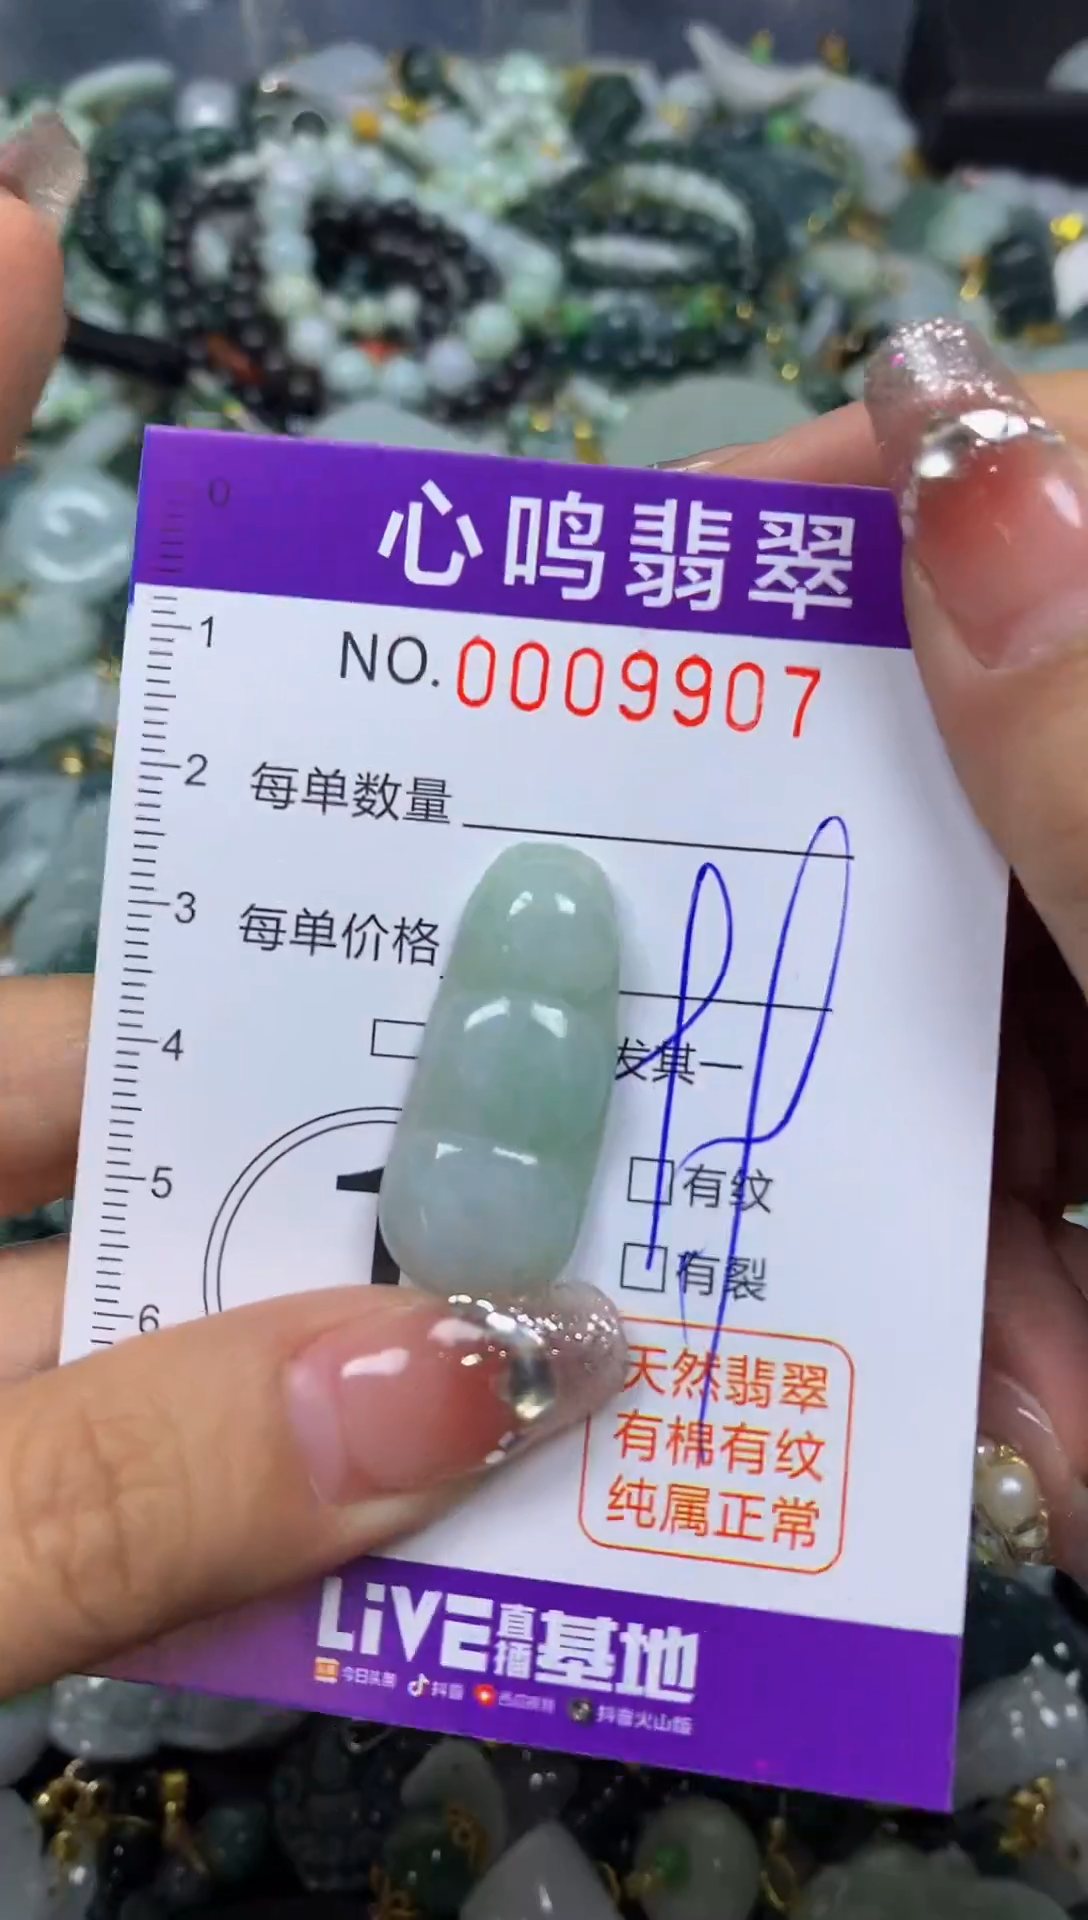 心鸣翡翠
0
1
NO. 0009907
2
每单数量
3
每单价格
4
发其一
5
有纹
有裂
6
天然翡翠
有棉有纹
纯属正常
LiVE直播基地
今日头条 抖音 西瓜视频 抖音火山版